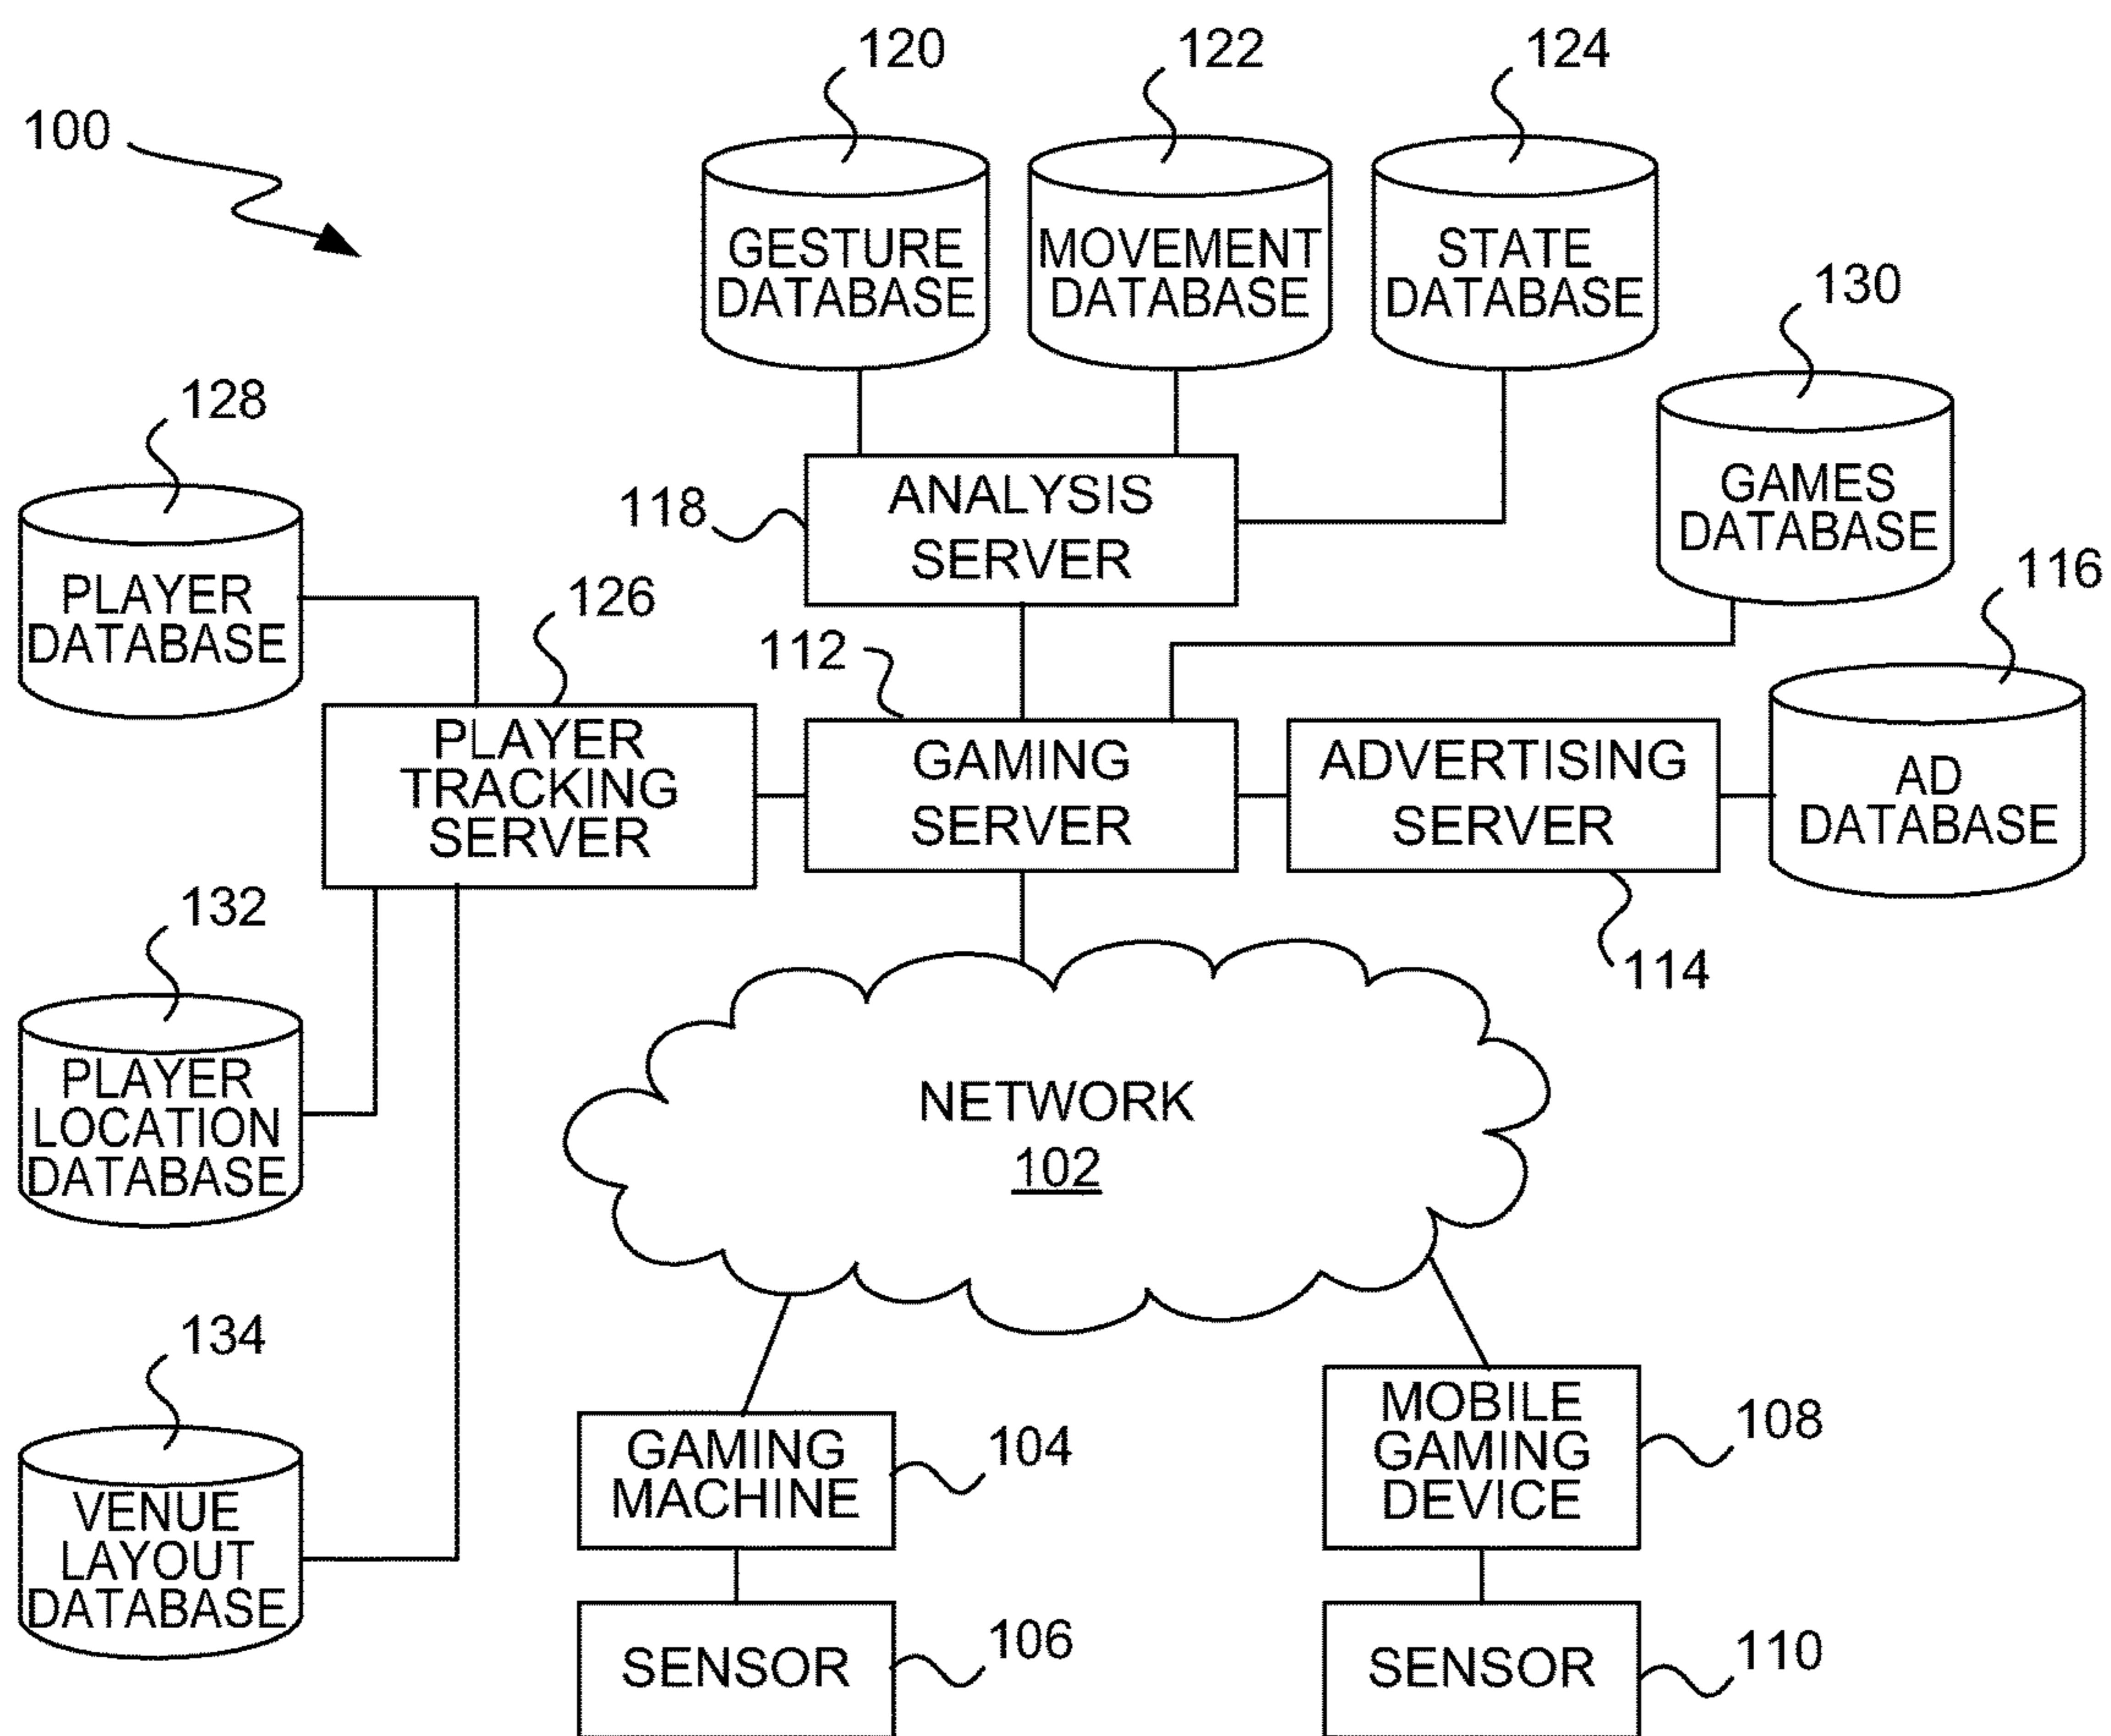 120
122
124
100
GESTURE
DATABASE
MOVEMENT
DATABASE
STATE
DATABASE
130
128
GAMES
DATABASE
118
ANALYSIS
SERVER
116
PLAYER
DATABASE
126
112
PLAYER
TRACKING
SERVER
GAMING
SERVER
ADVERTISING
SERVER
AD
DATABASE
132
114
PLAYER
LOCATION
DATABASE
NETWORK
102
134
VENUE
LAYOUT
DATABASE
GAMING
MACHINE
104
MOBILE
GAMING
DEVICE
108
SENSOR
106
SENSOR
110